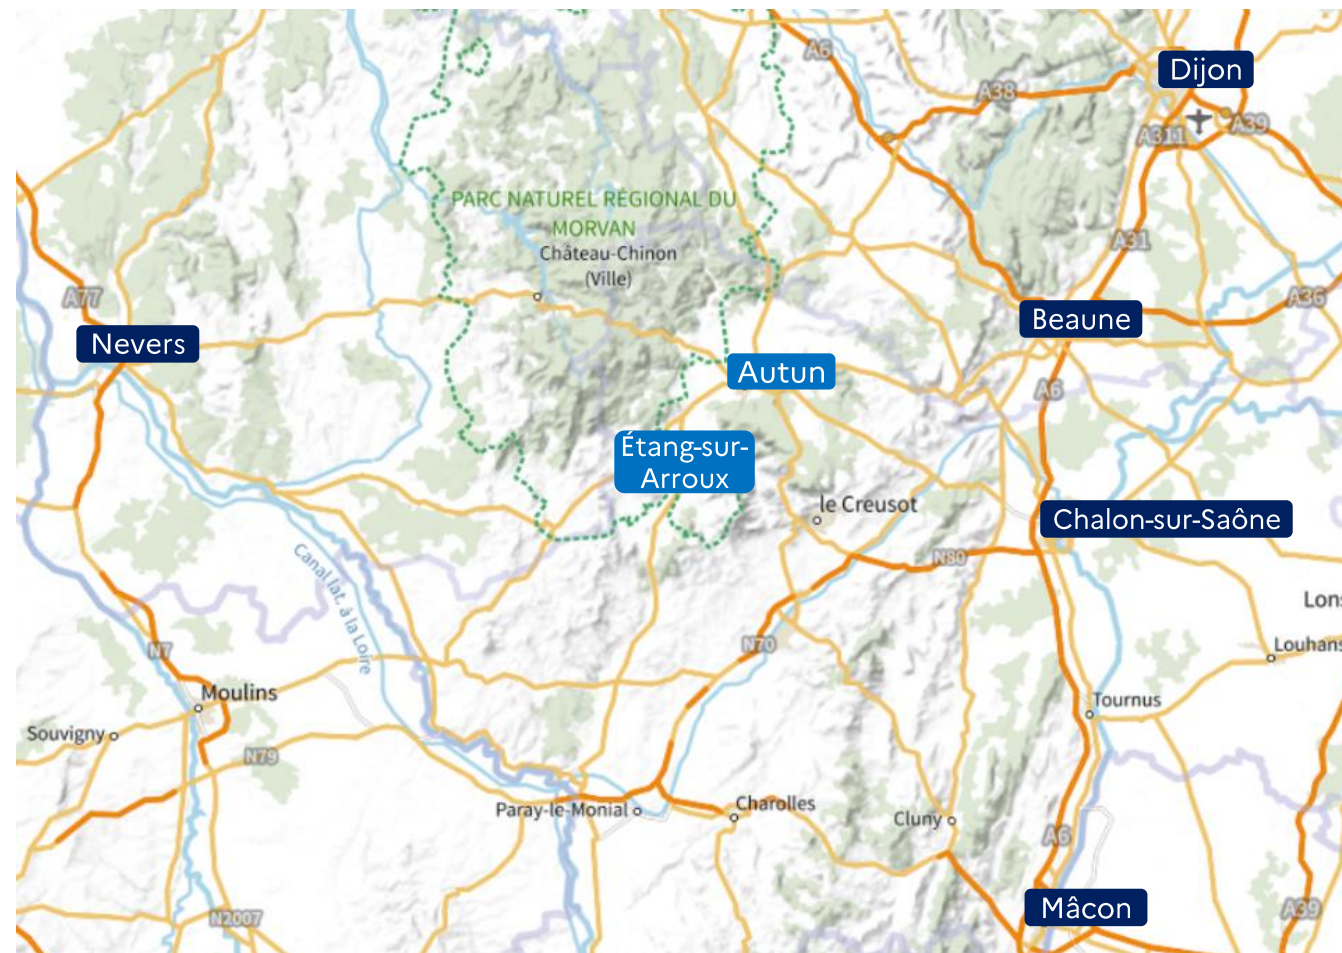 A6
Dijon
A38
A311
A39
PARC NATUREL RÉGIONAL DU
MORVAN
Château-Chinon
(Ville)
A31
A77
A36
Nevers
Beaune
Autun
A6
Étang-sur-
Arroux
le Creusot
Chalon-sur-Saône
N80
Canal lat. à la Loire
Lons
N7
N70
Louhans
Moulins
Tournus
Souvigny
N79
Paray-le-Monial
Charolles
Cluny
A6
Mâcon
A39
N2007